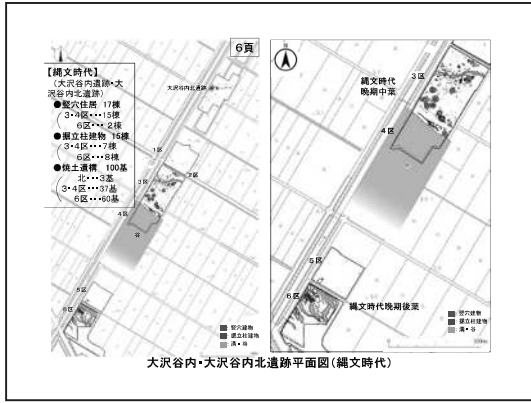 6頁
【縄文時代】
(大沢谷内遺跡・大
沢谷内北遺跡)
●竪穴住居 17棟
3・4区・・・15棟
6区・・・2棟
●掘立柱建物 15棟
3・4区・・・7棟
6区・・・8棟
●焼土遺構 100基
北・・・3基
3・4区・・・37基
6区・・・60基
大沢谷内北遺跡
1区
2区
3区
4区
谷
5区
6区
竪穴建物
掘立柱建物
溝・谷
3区
縄文時代
晩期中葉
4区
5区
6区
縄文時代晩期後葉
竪穴建物
掘立柱建物
溝・谷
大沢谷内・大沢谷内北遺跡平面図(縄文時代)